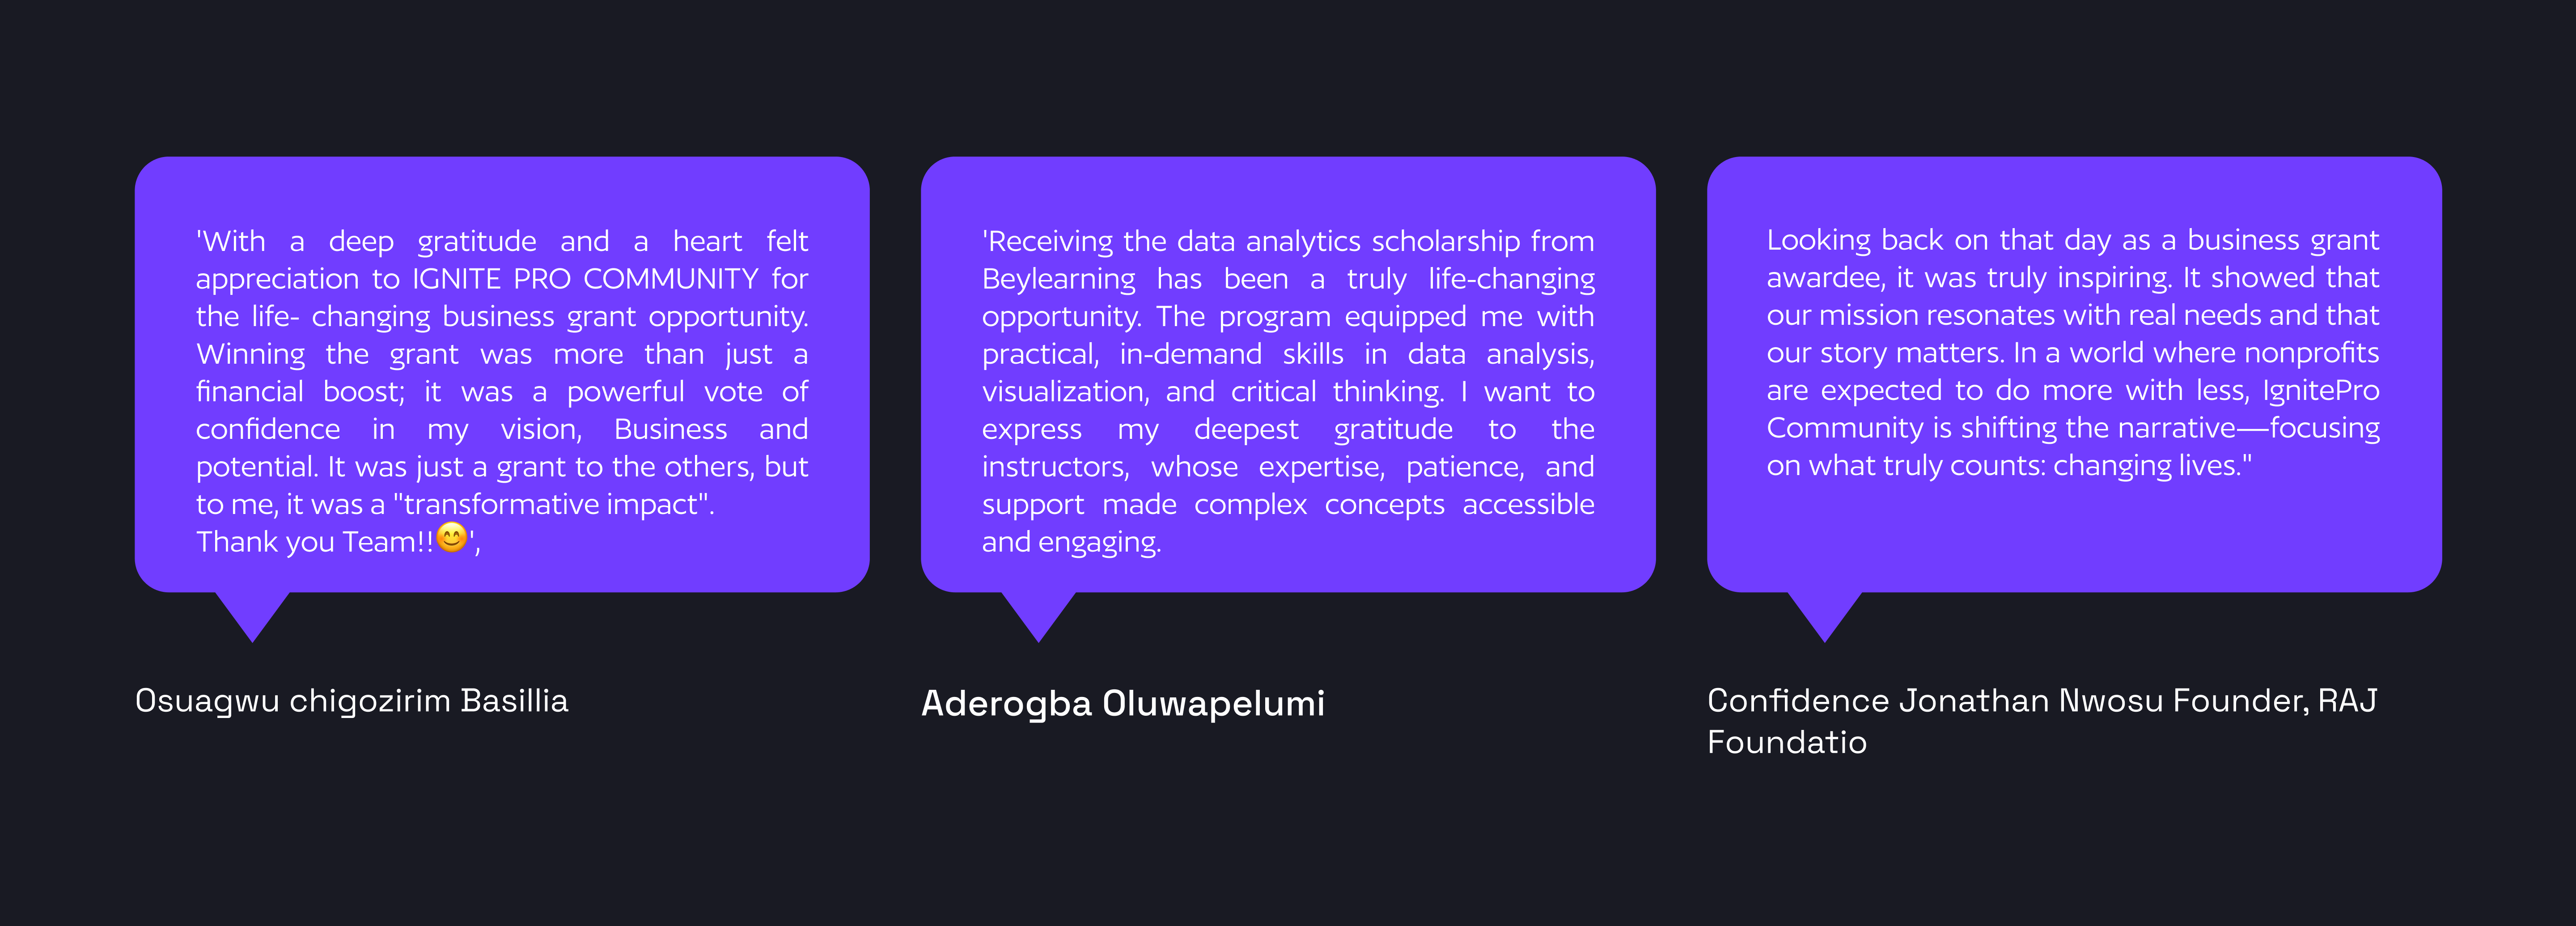 'With a deep gratitude and a heart felt
appreciation to IGNITE PRO COMMUNITY for
the life- changing business grant opportunity.
Winning the grant was more than just a
financial boost; it was a powerful vote of
confidence in my vision, Business and
potential. It was just a grant to the others, but
to me, it was a "transformative impact".
Thank you Team!!😊',
Osuagwu chigozirim Basillia
'Receiving the data analytics scholarship from
Beylearning has been a truly life-changing
opportunity. The program equipped me with
practical, in-demand skills in data analysis,
visualization, and critical thinking. I want to
express my deepest gratitude to the
instructors, whose expertise, patience, and
support made complex concepts accessible
and engaging.
Aderogba Oluwapelumi
Looking back on that day as a business grant
awardee, it was truly inspiring. It showed that
our mission resonates with real needs and that
our story matters. In a world where nonprofits
are expected to do more with less, IgnitePro
Community is shifting the narrative—focusing
on what truly counts: changing lives."
Confidence Jonathan Nwosu Founder, RAJ
Foundatio